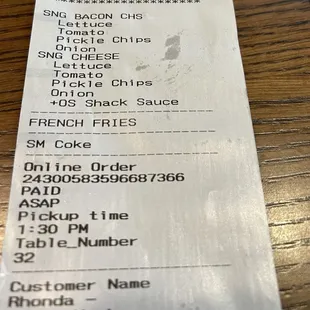 ********************
SNG BACON CHS
Lettuce
Tomato
Pickle Chips
Onion
SNG CHEESE
Lettuce
Tomato
Pickle Chips
Onion
+OS Shack Sauce
FRENCH FRIES
SM Coke
Online Order
24300583596687366
PAID
ASAP
Pickup time
1:30 PM
Table_Number
32
Customer Name
Rhonda –